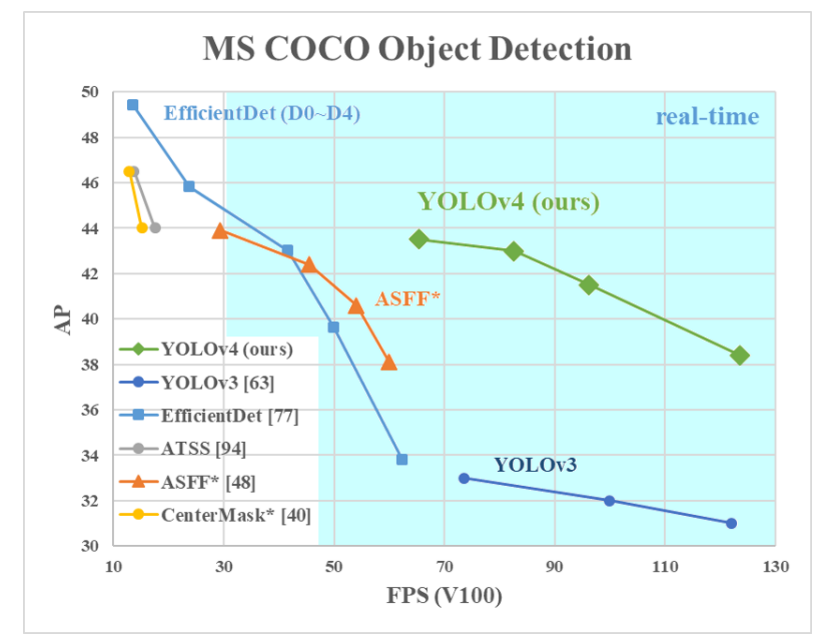 MS COCO Object Detection
50
EfficientDet (D0~D4)
real-time
48
46
YOLOv4 (ours)
44
42
ASFF*
AP
40
YOLOv4 (ours)
38
YOLOv3 [63]
36
EfficientDet [77]
34
ATSS [94]
YOLOv3
ASFF* [48]
32
CenterMask* [40]
30
10 30 50 70 90 110 130
FPS (V100)